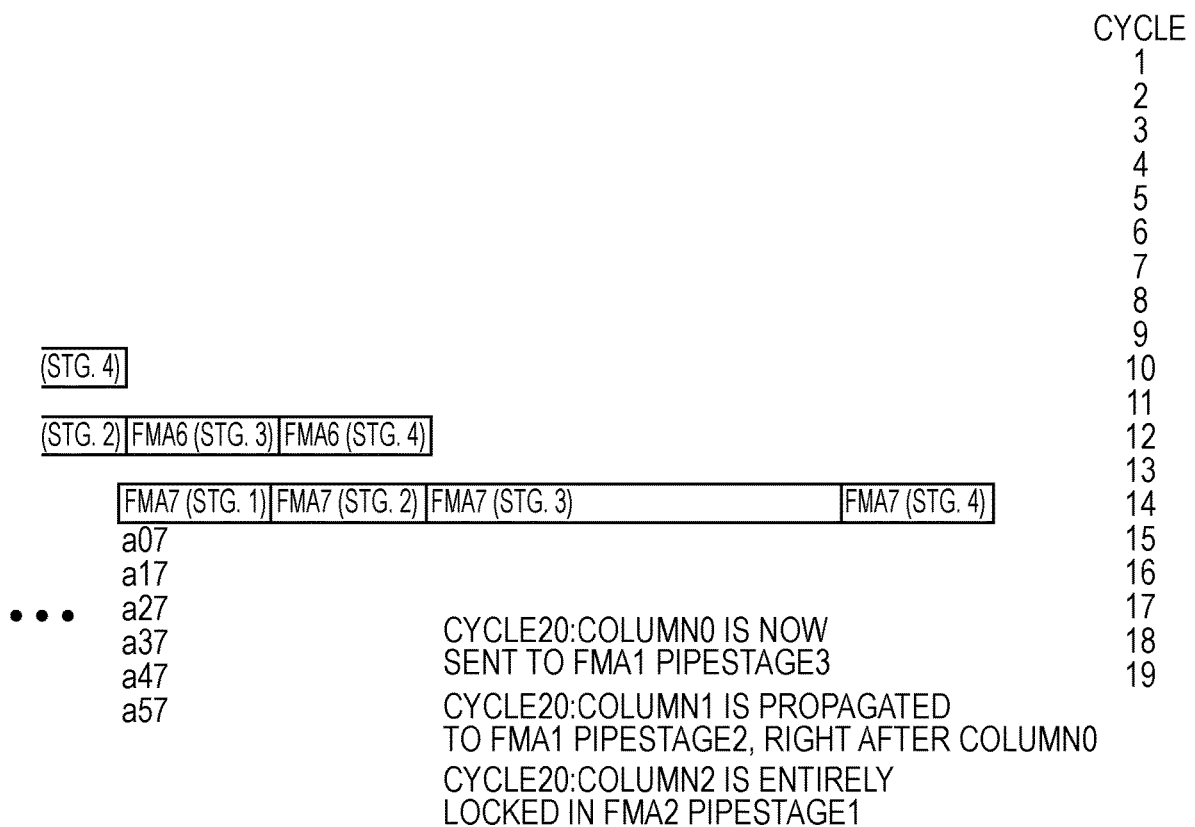 CYCLE
1
2
3
4
5
6
7
8
9
(STG. 4) 10
11
(STG. 2) FMA6 (STG. 3) FMA6 (STG. 4) 12
13
FMA7 (STG. 1) FMA7 (STG. 2) FMA7 (STG. 3) FMA7 (STG. 4) 14
a07 15
a17 16
a27 17
a37 18
a47 19
a57
CYCLE20:COLUMN0 IS NOW
SENT TO FMA1 PIPESTAGE3
CYCLE20:COLUMN1 IS PROPAGATED
TO FMA1 PIPESTAGE2, RIGHT AFTER COLUMN0
CYCLE20:COLUMN2 IS ENTIRELY
LOCKED IN FMA2 PIPESTAGE1